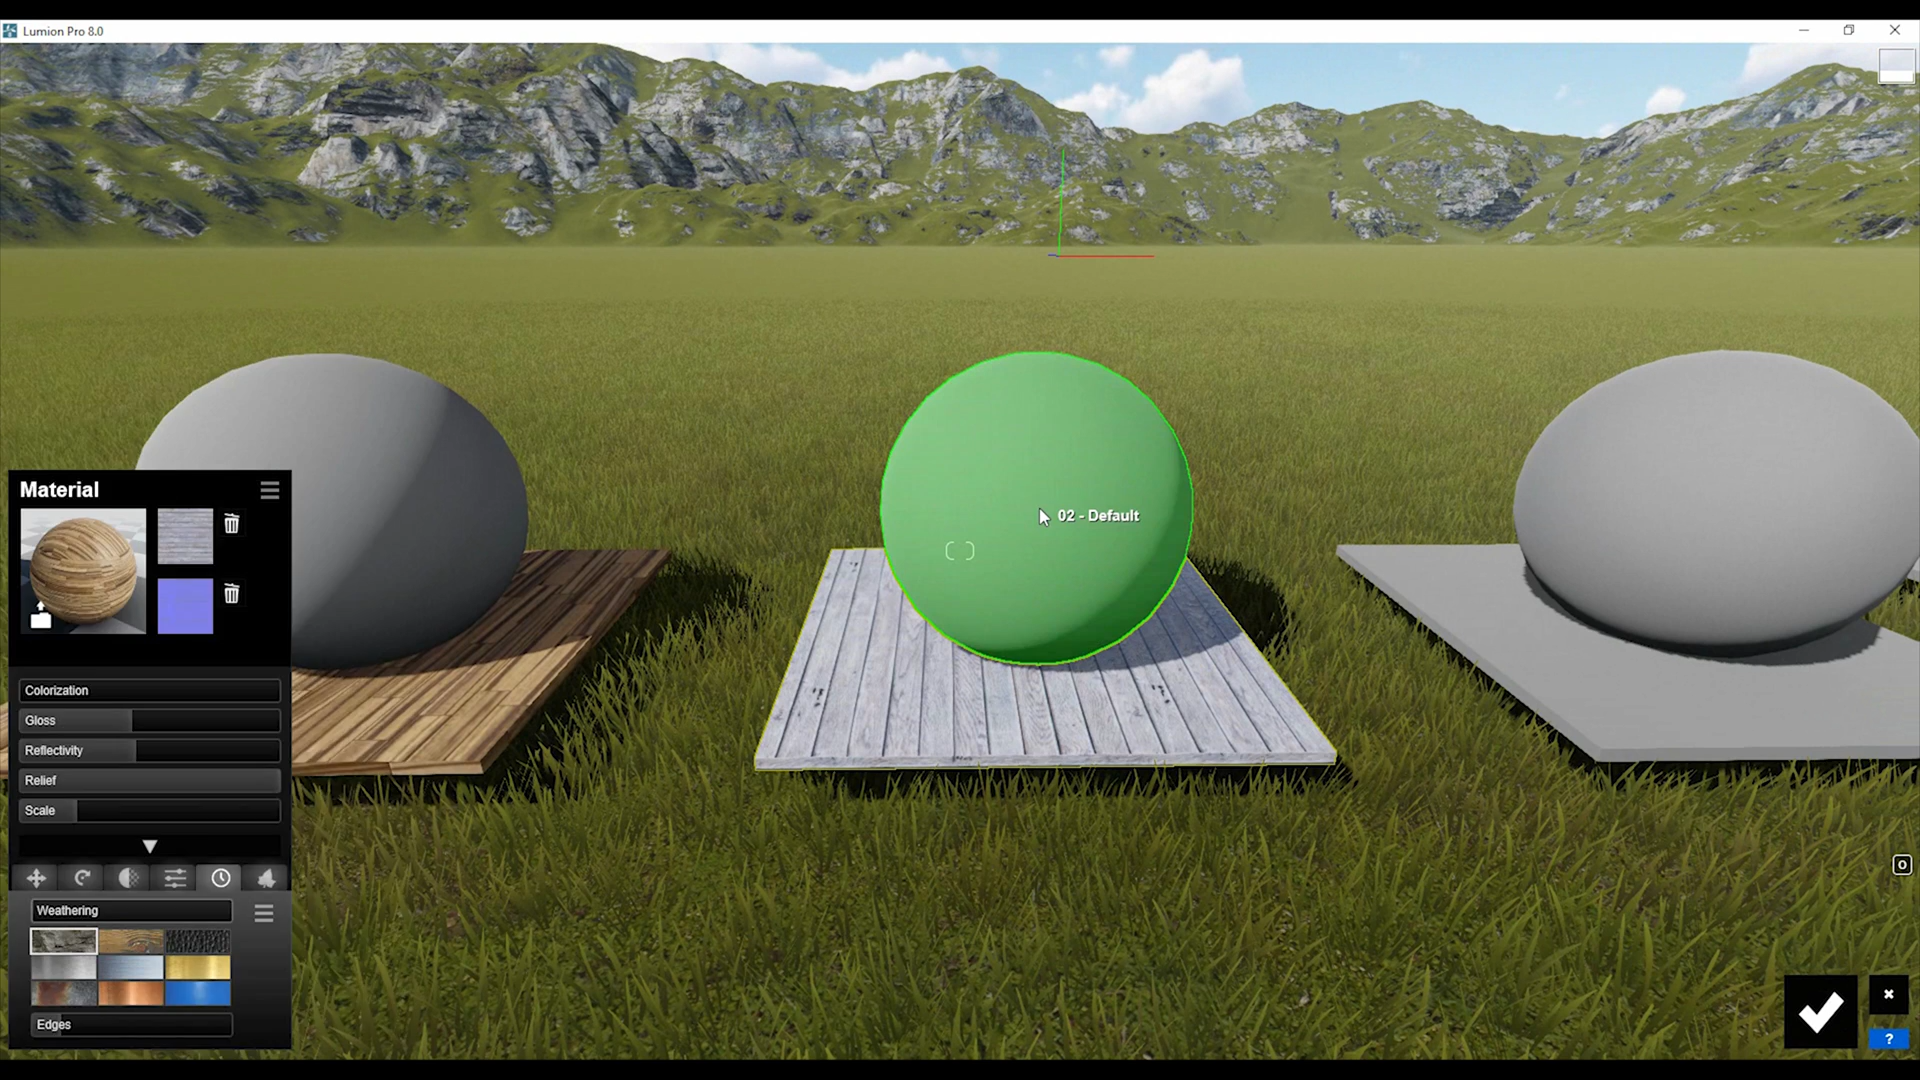 Lumion Pro 8.0
02 - Default
Material
Colorization
Gloss
Reflectivity
Relief
Scale
Weathering
Edges
O
?